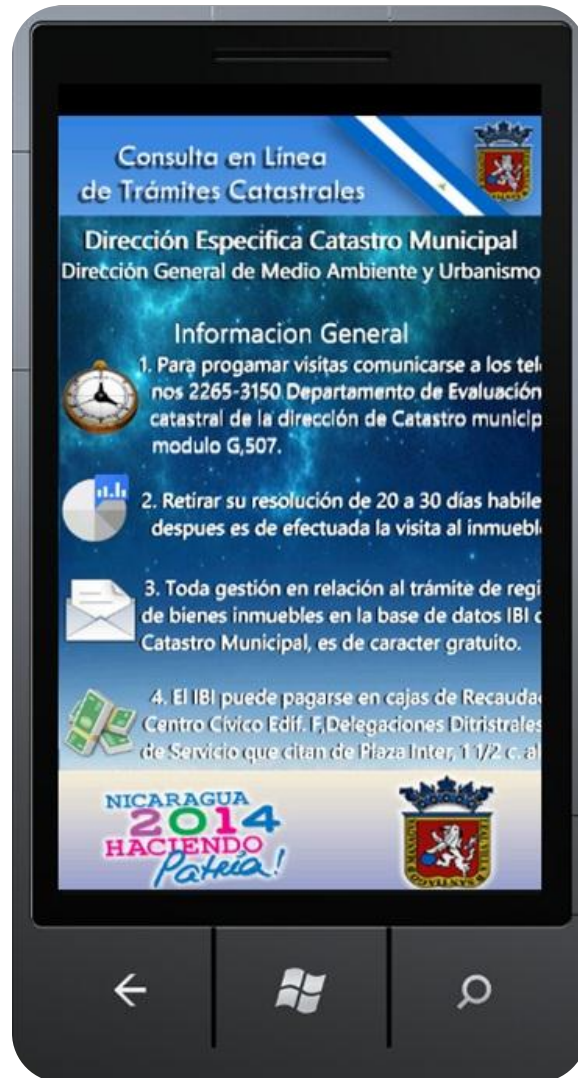 Consulta en Línea
de Trámites Catastrales
Dirección Especifica Catastro Municipal
Dirección General de Medio Ambiente y Urbanismo
Informacion General
1. Para progamar visitas comunicarse a los tel
nos 2265-3150 Departamento de Evaluación
catastral de la dirección de Catastro municip
modulo G,507.
2. Retirar su resolución de 20 a 30 días habile
despues es de efectuada la visita al inmuebl
3. Toda gestión en relación al trámite de regi
de bienes inmuebles en la base de datos IBI
Catastro Municipal, es de caracter gratuito.
4. El IBI puede pagarse en cajas de Recauda
Centro Cívico Edif. F,Delegaciones Ditristrales
de Servicio que citan de Plaza Inter, 1 1/2 c. al
NICARAGUA
2014
HACIENDO
Patria!